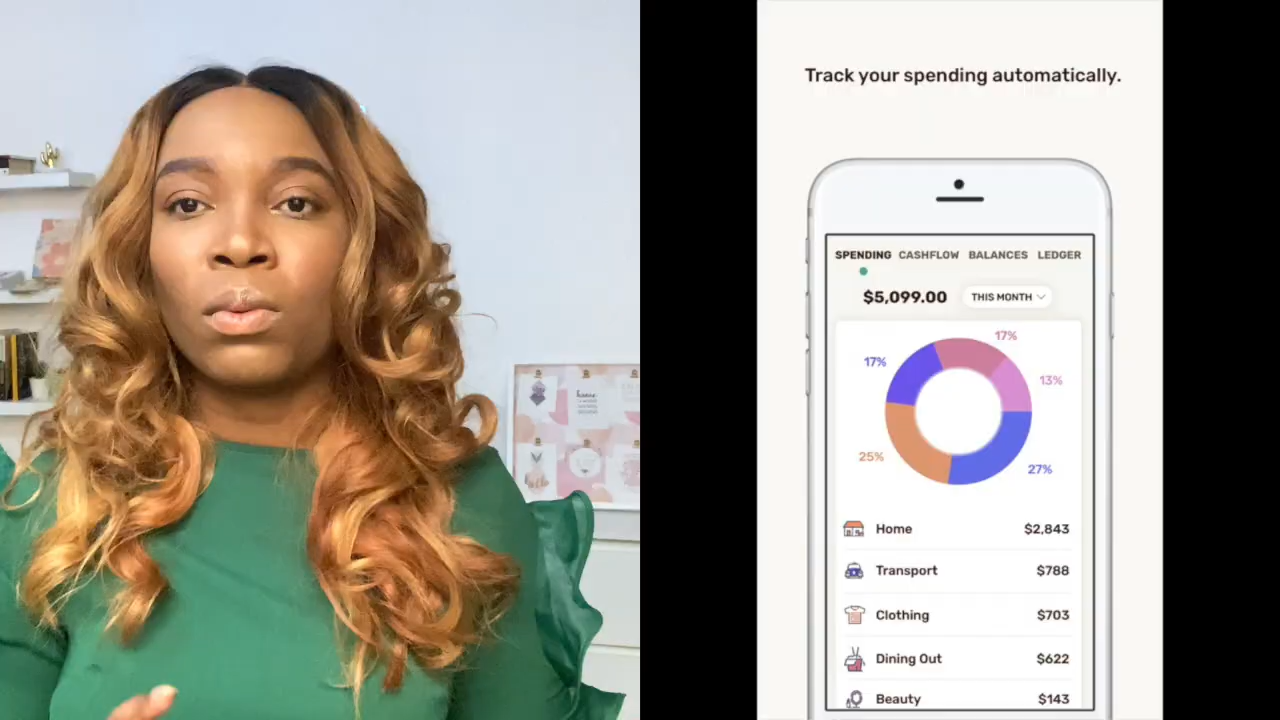 Track your spending automatically.
SPENDING CASHFLOW BALANCES LEDGER
$5,099.00 THIS MONTH
17%
17%
13%
25%
27%
Home $2,843
Transport $788
Clothing $703
Dining Out $622
Beauty $143